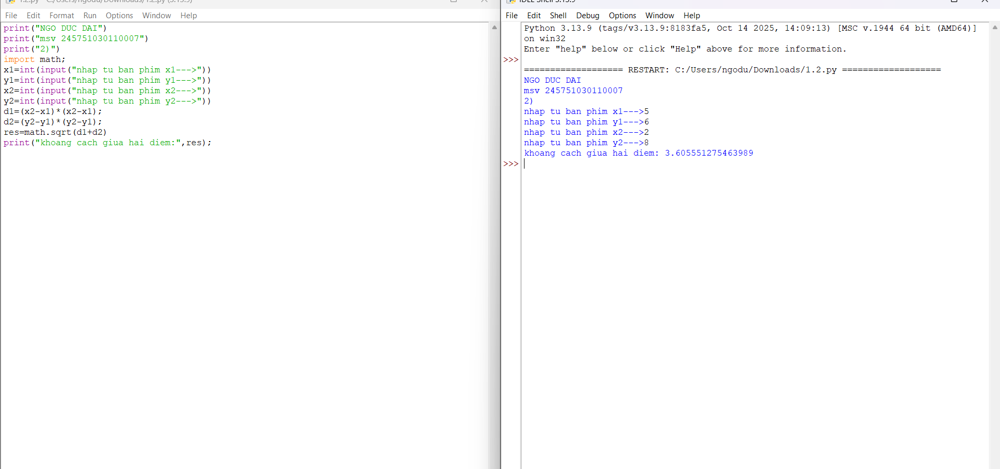 1.2.py - C:/Users/ngodu/Downloads/1.2.py (3.13.9)
File Edit Format Run Options Window Help
print("NGO DUC DAI")
print("msv 245751030110007")
print("2)")
import math;
x1=int(input("nhap tu ban phim x1--->"))
y1=int(input("nhap tu ban phim y1--->"))
x2=int(input("nhap tu ban phim x2--->"))
y2=int(input("nhap tu ban phim y2--->"))
d1=(x2-x1)*(x2-x1);
d2=(y2-y1)*(y2-y1);
res=math.sqrt(d1+d2)
print("khoang cach giua hai diem:",res);
IDLE Shell 3.13.9
File Edit Shell Debug Options Window Help
Python 3.13.9 (tags/v3.13.9:8183fa5, Oct 14 2025, 14:09:13) [MSC v.1944 64 bit (AMD64)]
on win32
Enter "help" below or click "Help" above for more information.
>>>
=================== RESTART: C:/Users/ngodu/Downloads/1.2.py ===================
NGO DUC DAI
msv 245751030110007
2)
nhap tu ban phim x1--->5
nhap tu ban phim y1--->6
nhap tu ban phim x2--->2
nhap tu ban phim y2--->8
khoang cach giua hai diem: 3.605551275463989
>>>